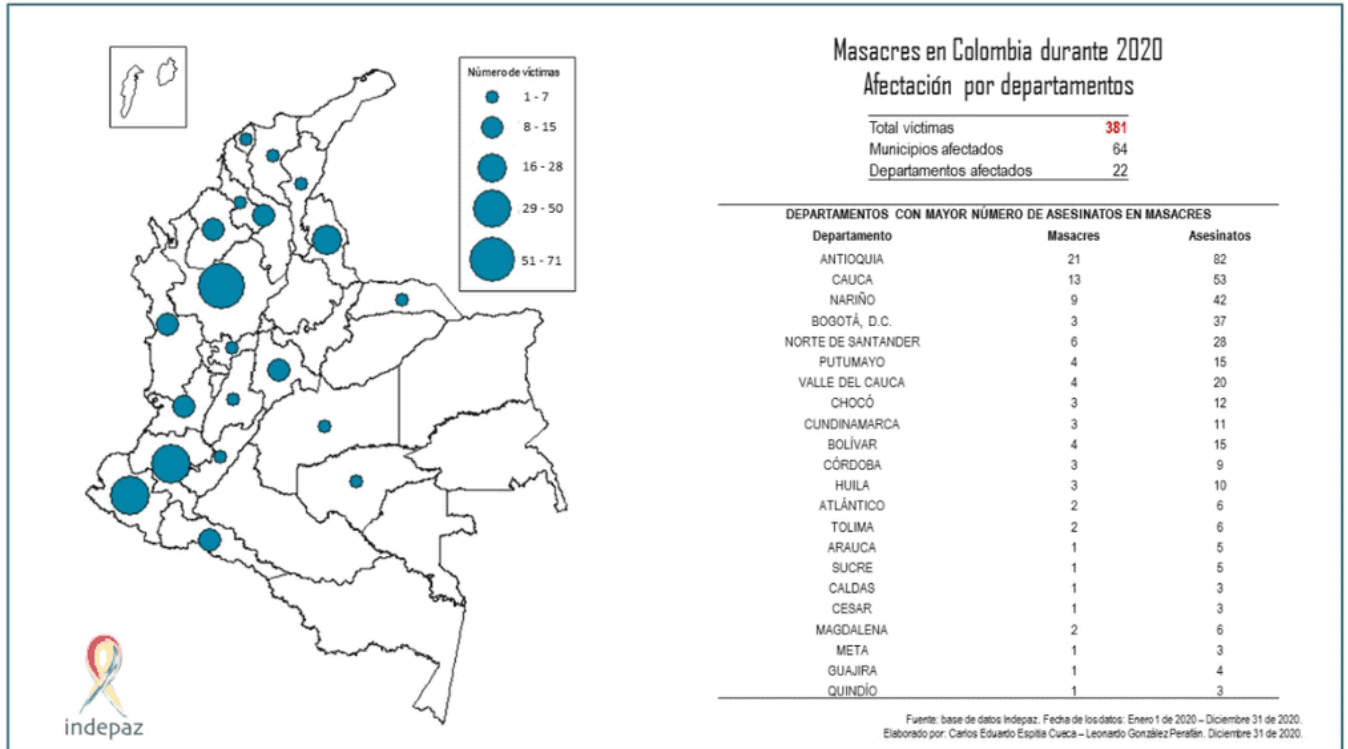 Masacres en Colombia durante 2020
Afectación por departamentos
Número de víctimas
1 - 7
8 - 15
16 - 28
29 - 50
51 - 71
Total víctimas 381
Municipios afectados 64
Departamentos afectados 22
DEPARTAMENTOS CON MAYOR NÚMERO DE ASESINATOS EN MASACRES
Departamento Masacres Asesinatos
ANTIOQUIA 21 82
CAUCA 13 53
NARIÑO 9 42
BOGOTÁ, D.C. 3 37
NORTE DE SANTANDER 6 28
PUTUMAYO 4 15
VALLE DEL CAUCA 4 20
CHOCÓ 3 12
CUNDINAMARCA 3 11
BOLÍVAR 4 15
CÓRDOBA 3 9
HUILA 3 10
ATLÁNTICO 2 6
TOLIMA 2 6
ARAUCA 1 5
SUCRE 1 5
CALDAS 1 3
CESAR 1 3
MAGDALENA 2 6
META 1 3
GUAJIRA 1 4
QUINDÍO 1 3
indepaz
Fuente: base de datos Indepaz. Fecha de los datos: Enero 1 de 2020 – Diciembre 31 de 2020.
Elaborado por: Carlos Eduardo Espitia Cueca – Leonardo González Perafán. Diciembre 31 de 2020.